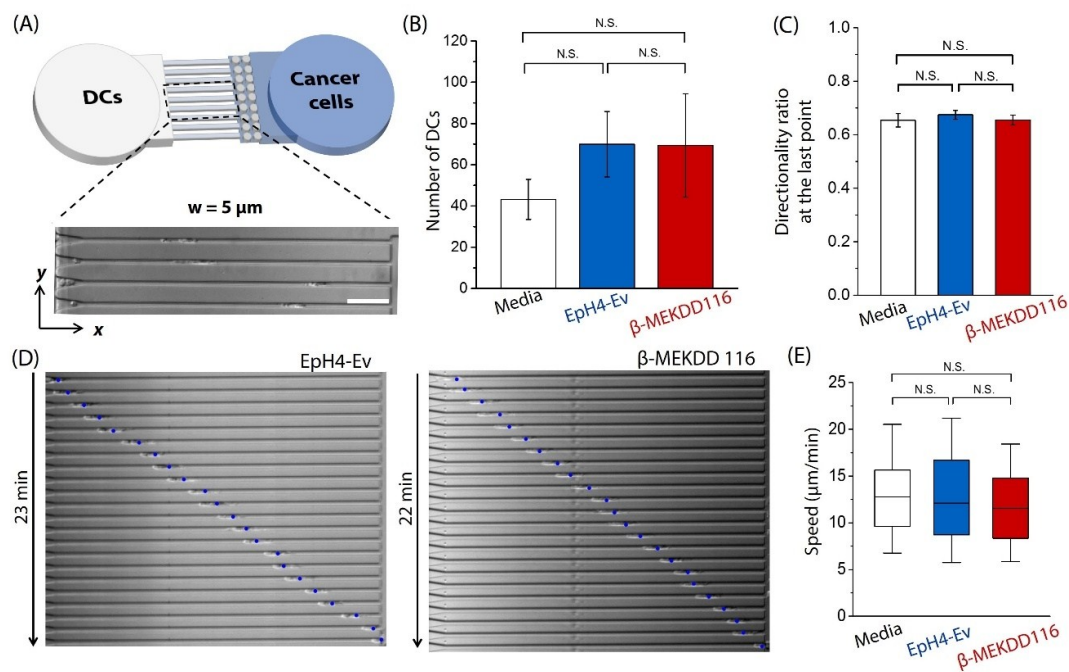 (A)
DCs
Cancer
cells
w = 5 μm
y
x
(B)
N.S.
N.S.
N.S.
Number of DCs
120
100
80
60
40
20
0
Media
EpH4-Ev
β-MEKDD116
(C)
N.S.
N.S.
N.S.
Directionality ratio
at the last point
1.0
0.8
0.6
0.4
0.2
0.0
Media
EpH4-Ev
β-MEKDD116
(D)
EpH4-Ev
23 min
β-MEKDD 116
22 min
(E)
N.S.
N.S.
N.S.
Speed (μm/min)
25
20
15
10
5
0
Media
EpH4-Ev
β-MEKDD116